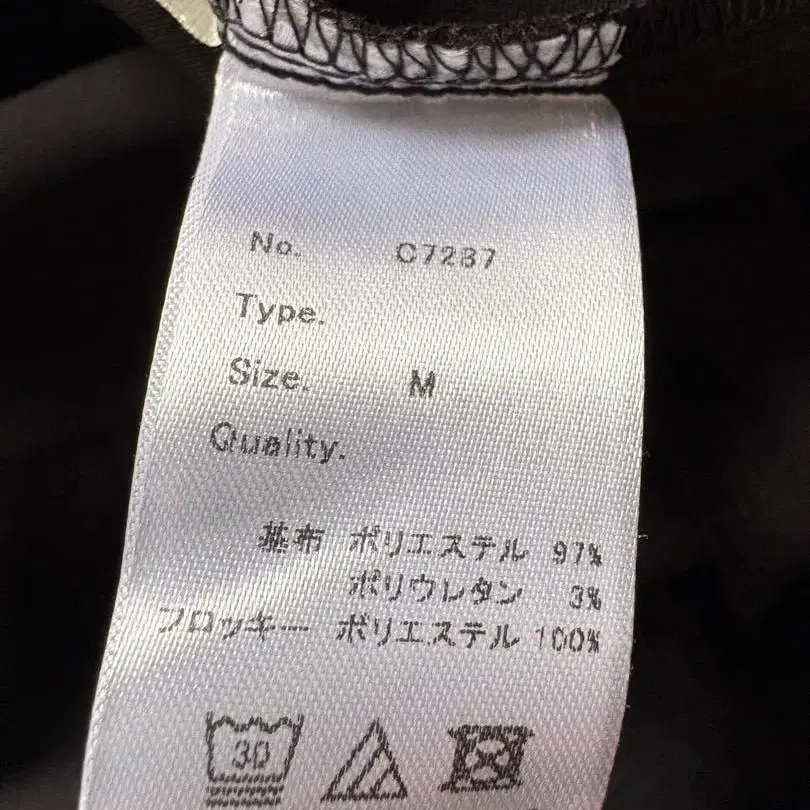 No. C7237
Type.
Size. M
Quality.
基布 ポリエステル 97%
ポリウレタン 3%
フロッキー ポリエステル 100%
30